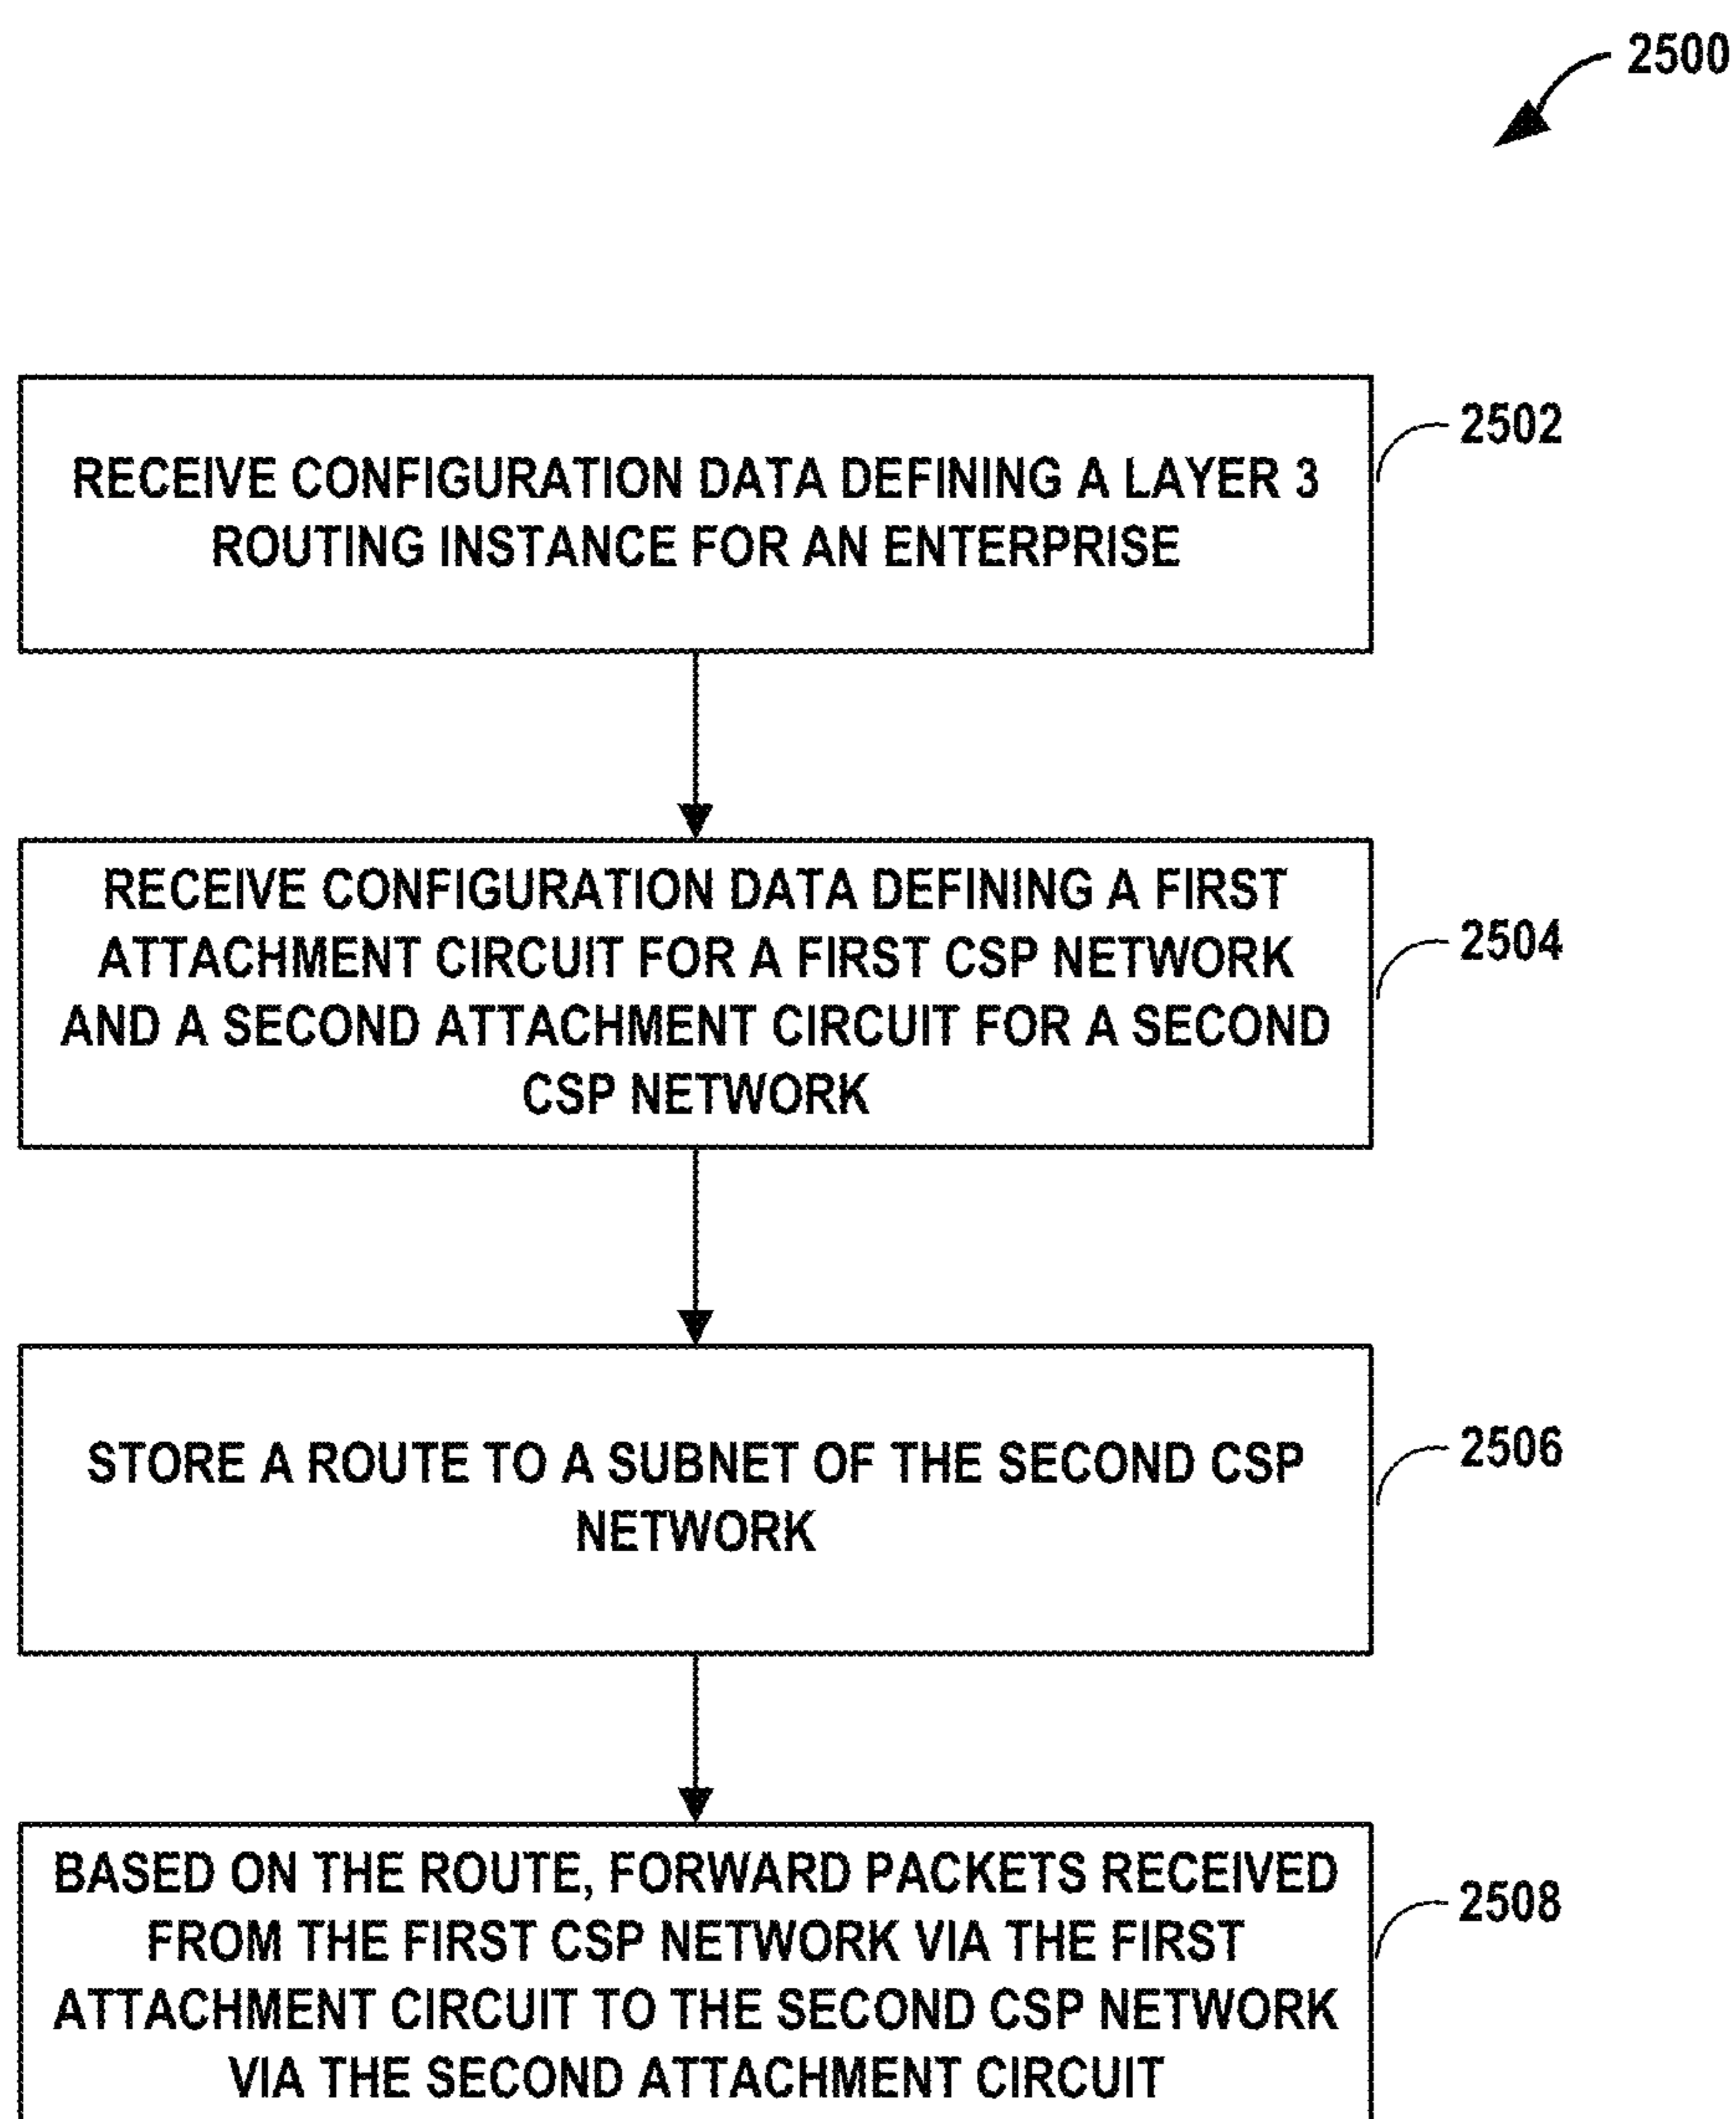 2500
RECEIVE CONFIGURATION DATA DEFINING A LAYER 3
ROUTING INSTANCE FOR AN ENTERPRISE
2502
RECEIVE CONFIGURATION DATA DEFINING A FIRST
ATTACHMENT CIRCUIT FOR A FIRST CSP NETWORK
AND A SECOND ATTACHMENT CIRCUIT FOR A SECOND
CSP NETWORK
2504
STORE A ROUTE TO A SUBNET OF THE SECOND CSP
NETWORK
2506
BASED ON THE ROUTE, FORWARD PACKETS RECEIVED
FROM THE FIRST CSP NETWORK VIA THE FIRST
ATTACHMENT CIRCUIT TO THE SECOND CSP NETWORK
VIA THE SECOND ATTACHMENT CIRCUIT
2508